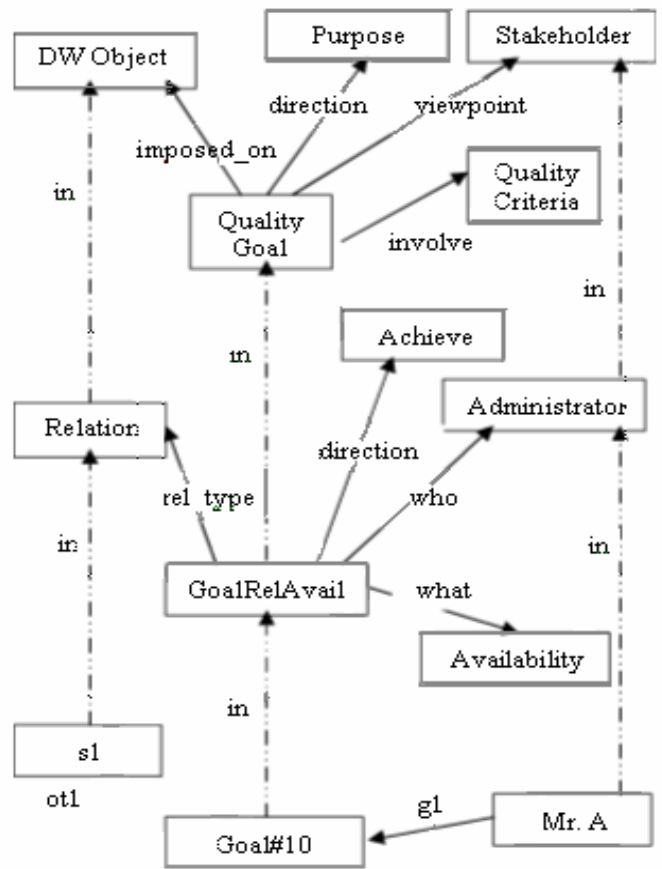 Purpose
Stakeholder
DW Object
direction
viewpoint
imposed_on
in
Quality
Goal
Quality
Criteria
involve
in
in
Achieve
Relation
Administrator
direction
rel_type
who
in
in
GoalRelAvail
what
Availability
in
s1
ot1
g1
Goal#10
Mr. A